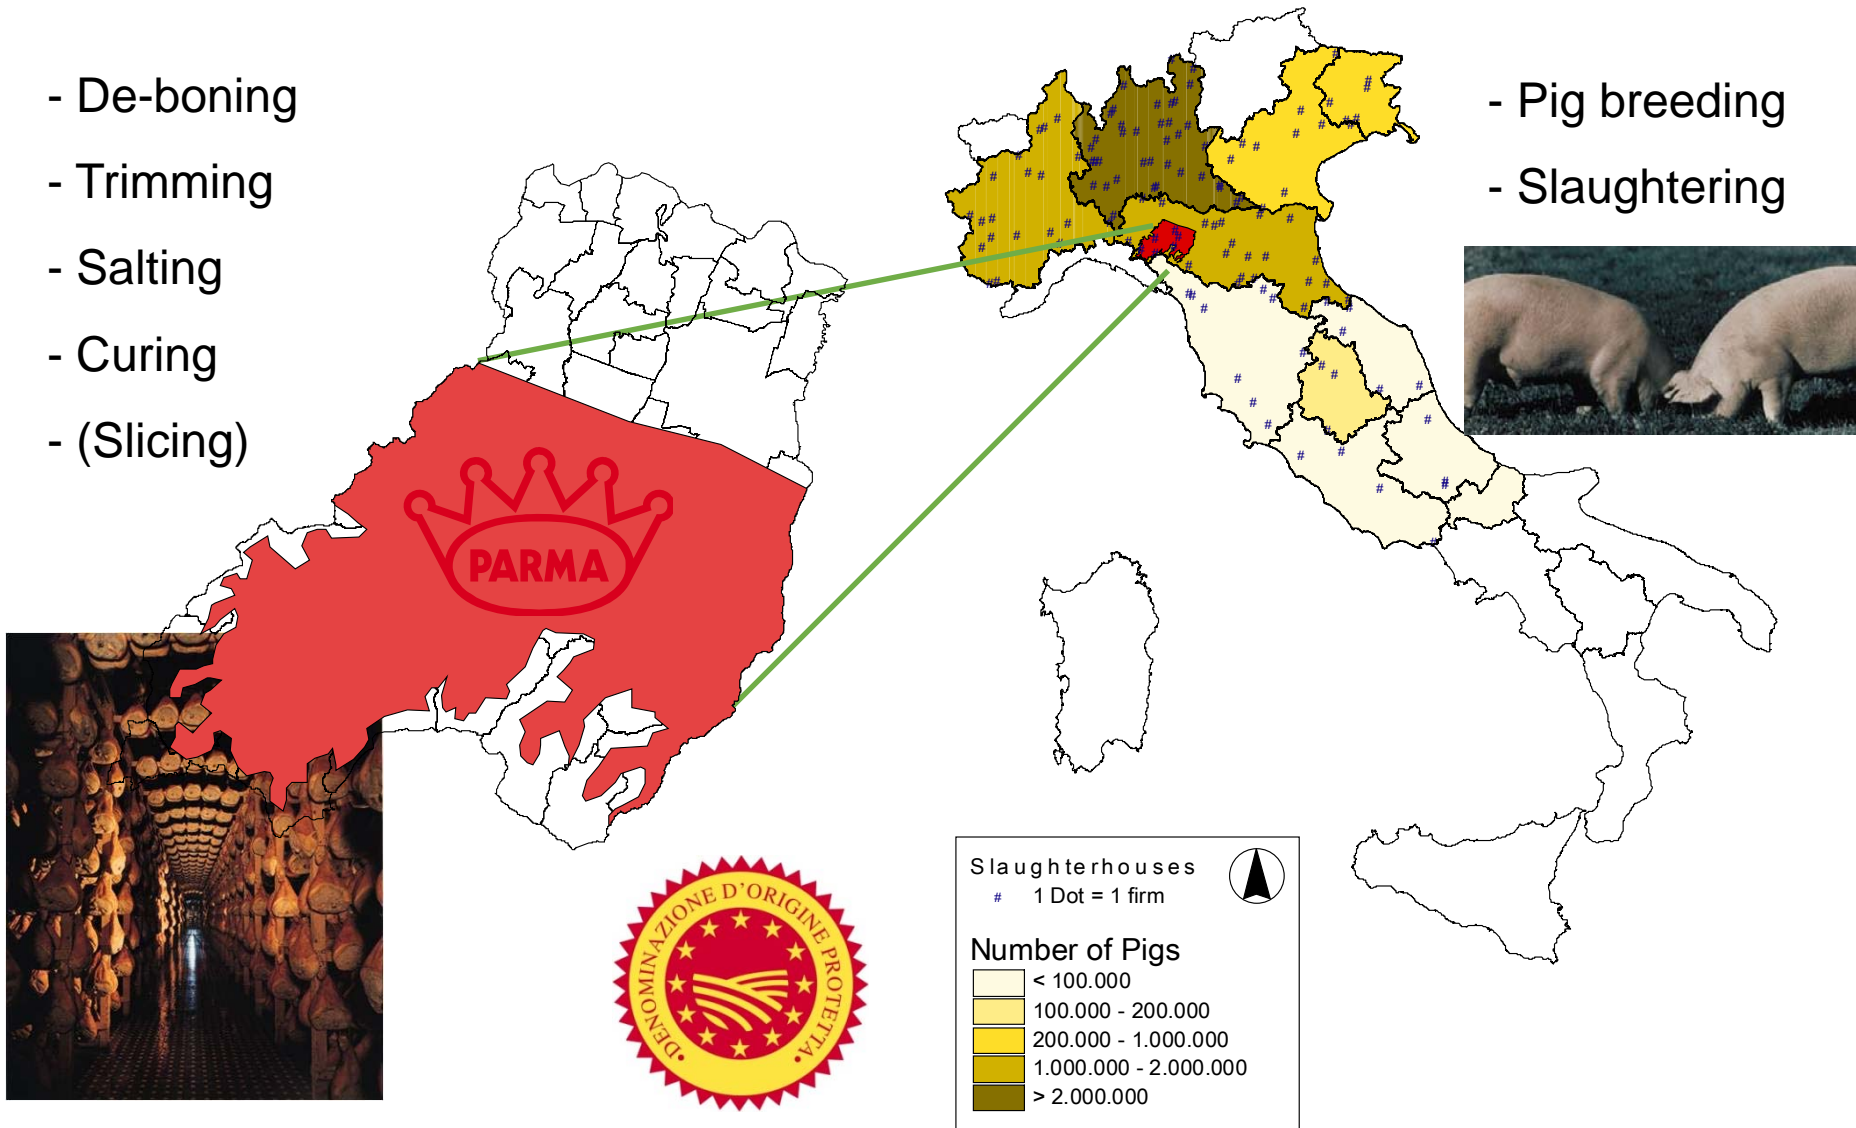 - De-boning
- Trimming
- Salting
- Curing
- (Slicing)
- Pig breeding
- Slaughtering
PARMA
DENOMINAZIONE D'ORIGINE PROTETTA
Slaughterhouses
# 1 Dot = 1 firm
Number of Pigs
< 100.000
100.000 - 200.000
200.000 - 1.000.000
1.000.000 - 2.000.000
> 2.000.000